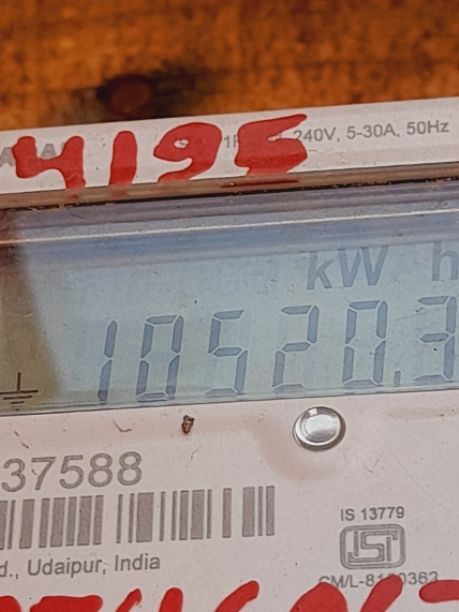 4195
240V, 5-30A, 50Hz
kW h
10520.3
37588
IS 13779
d., Udaipur, India